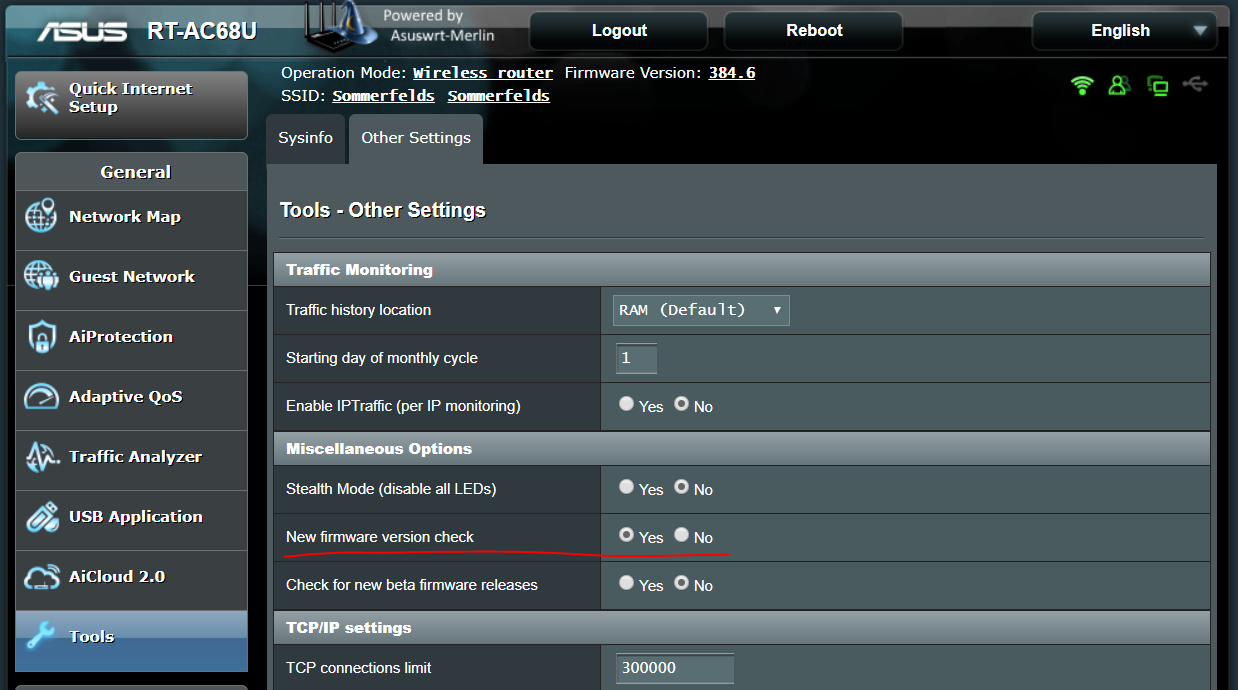 ASUS RT-AC68U
Powered by
Asuswrt-Merlin
Logout
Reboot
English
Quick Internet
Setup
Operation Mode: Wireless router Firmware Version: 384.6
SSID: Sommerfelds Sommerfelds
Sysinfo
Other Settings
General
Network Map
Guest Network
AiProtection
Adaptive QoS
Traffic Analyzer
USB Application
AiCloud 2.0
Tools
Tools - Other Settings
Traffic Monitoring
Traffic history location RAM (Default)
Starting day of monthly cycle 1
Enable IPTraffic (per IP monitoring) Yes No
Miscellaneous Options
Stealth Mode (disable all LEDs) Yes No
New firmware version check Yes No
Check for new beta firmware releases Yes No
TCP/IP settings
TCP connections limit 300000